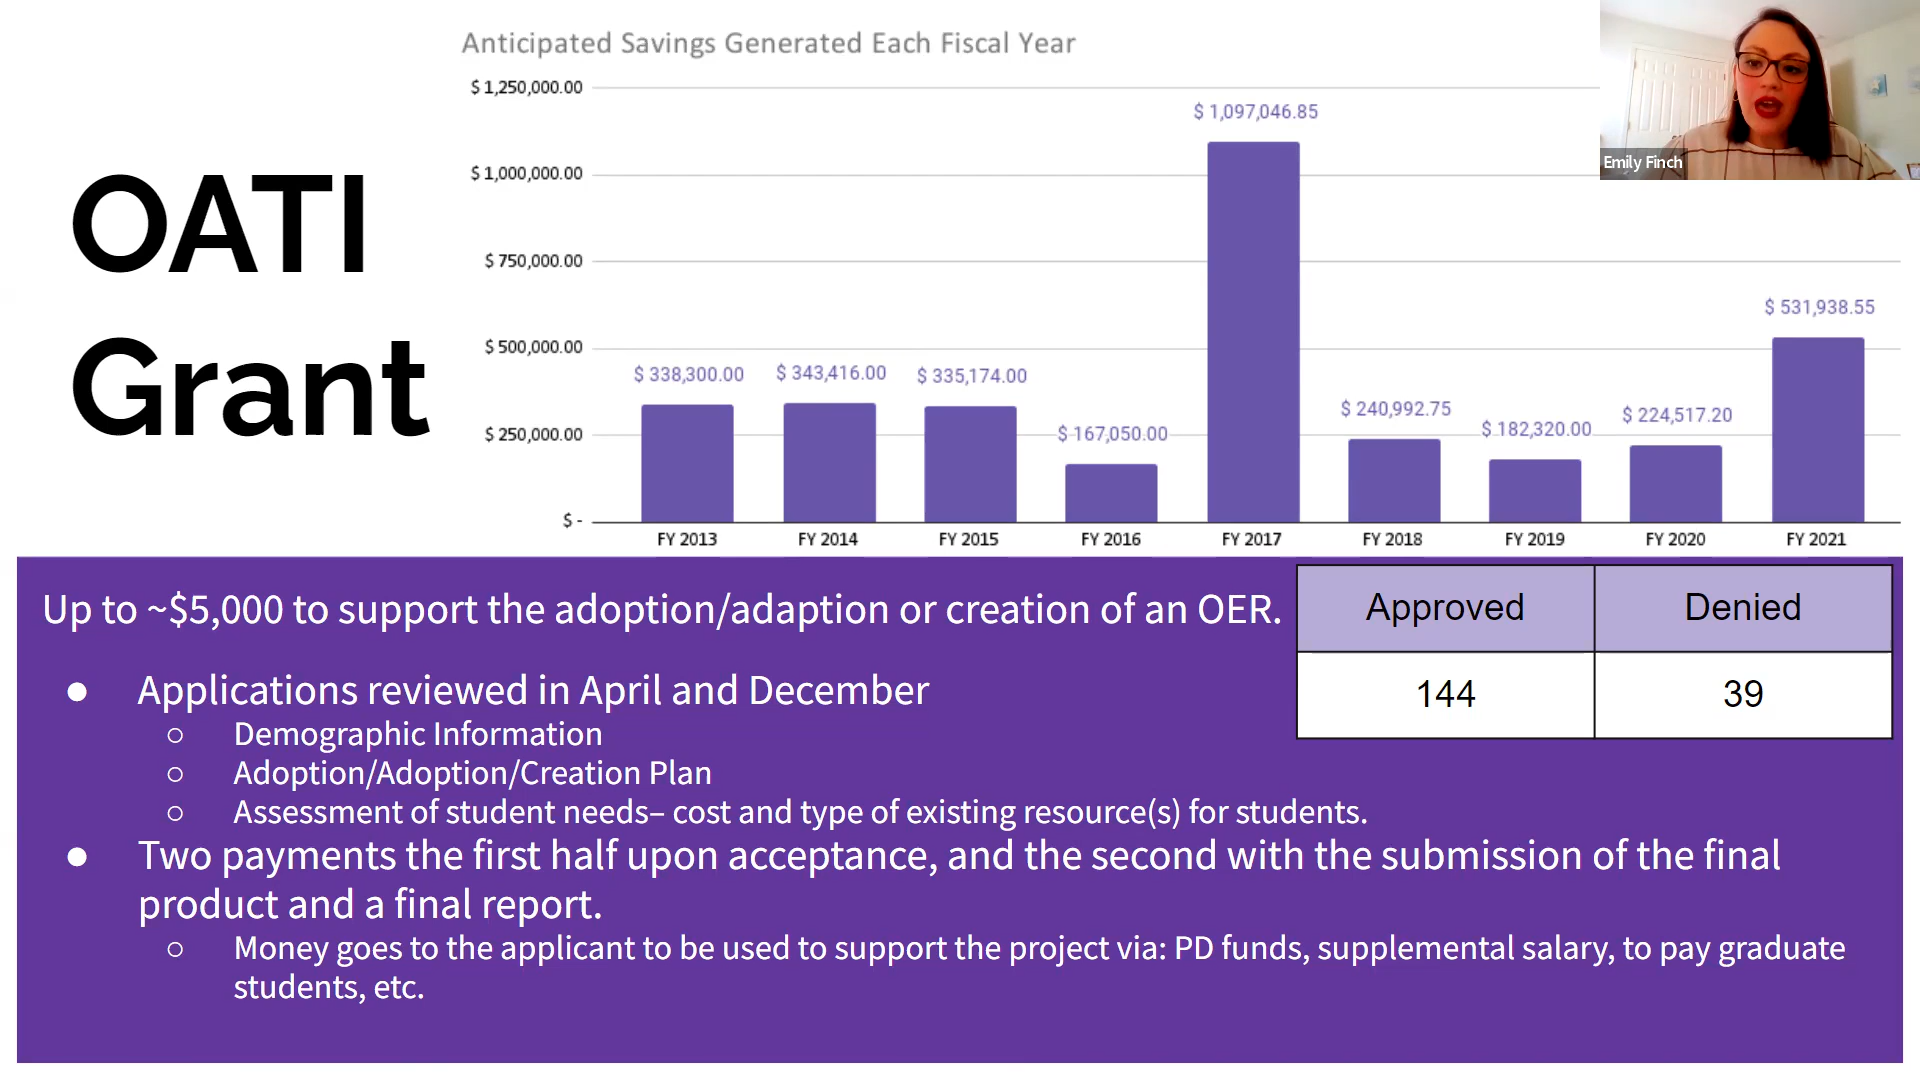 OATI
Grant
Anticipated Savings Generated Each Fiscal Year
$ 1,250,000.00
$ 1,000,000.00
$ 750,000.00
$ 500,000.00
$ 250,000.00
$ -
$ 338,300.00
$ 343,416.00
$ 335,174.00
$ 167,050.00
$ 1,097,046.85
$ 240,992.75
$ 182,320.00
$ 224,517.20
$ 531,938.55
FY 2013 FY 2014 FY 2015 FY 2016 FY 2017 FY 2018 FY 2019 FY 2020 FY 2021
Emily Finch
Up to ~$5,000 to support the adoption/adaption or creation of an OER.
Approved Denied
144 39
● Applications reviewed in April and December
○ Demographic Information
○ Adoption/Adoption/Creation Plan
○ Assessment of student needs– cost and type of existing resource(s) for students.
● Two payments the first half upon acceptance, and the second with the submission of the final
product and a final report.
○ Money goes to the applicant to be used to support the project via: PD funds, supplemental salary, to pay graduate
students, etc.